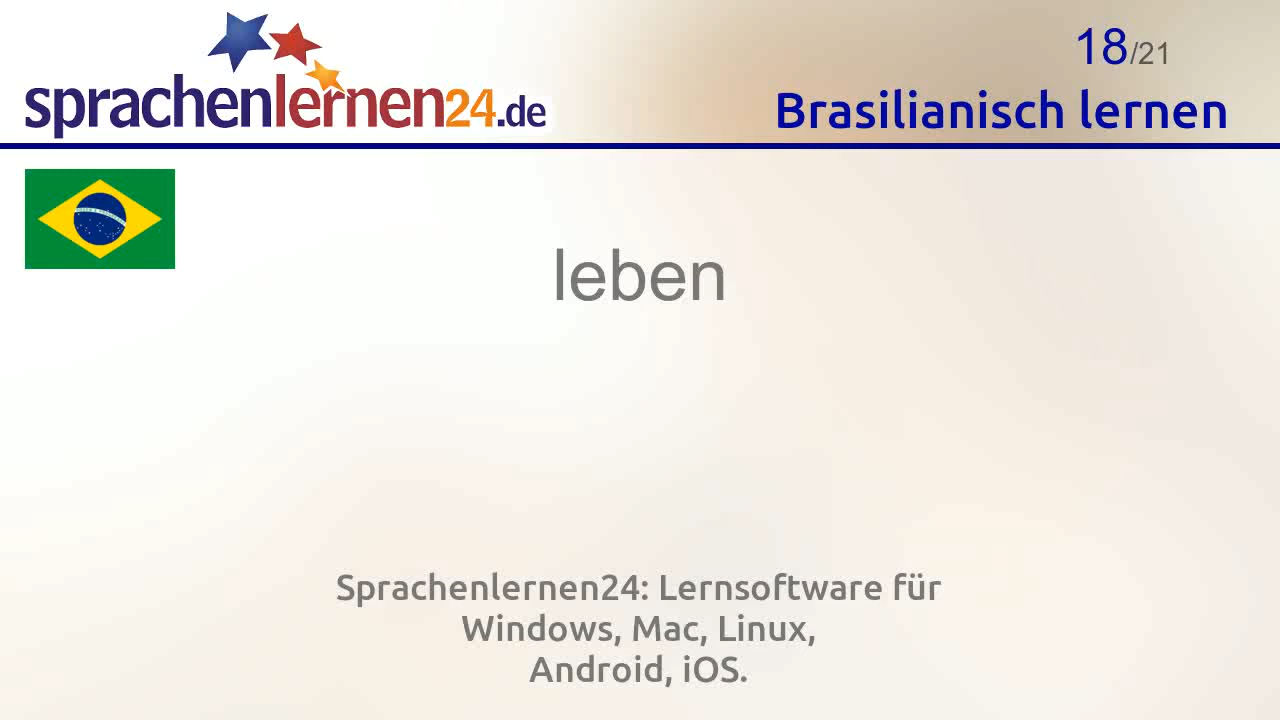 sprachenlernen24.de
18/21
Brasilianisch lernen
leben
Sprachenlernen24: Lernsoftware für
Windows, Mac, Linux,
Android, iOS.